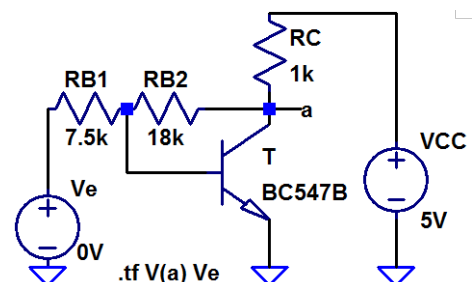 RC
1k
RB1
RB2
a
7.5k
18k
T
VCC
Ve
BC547B
5V
0V
.tf V(a) Ve